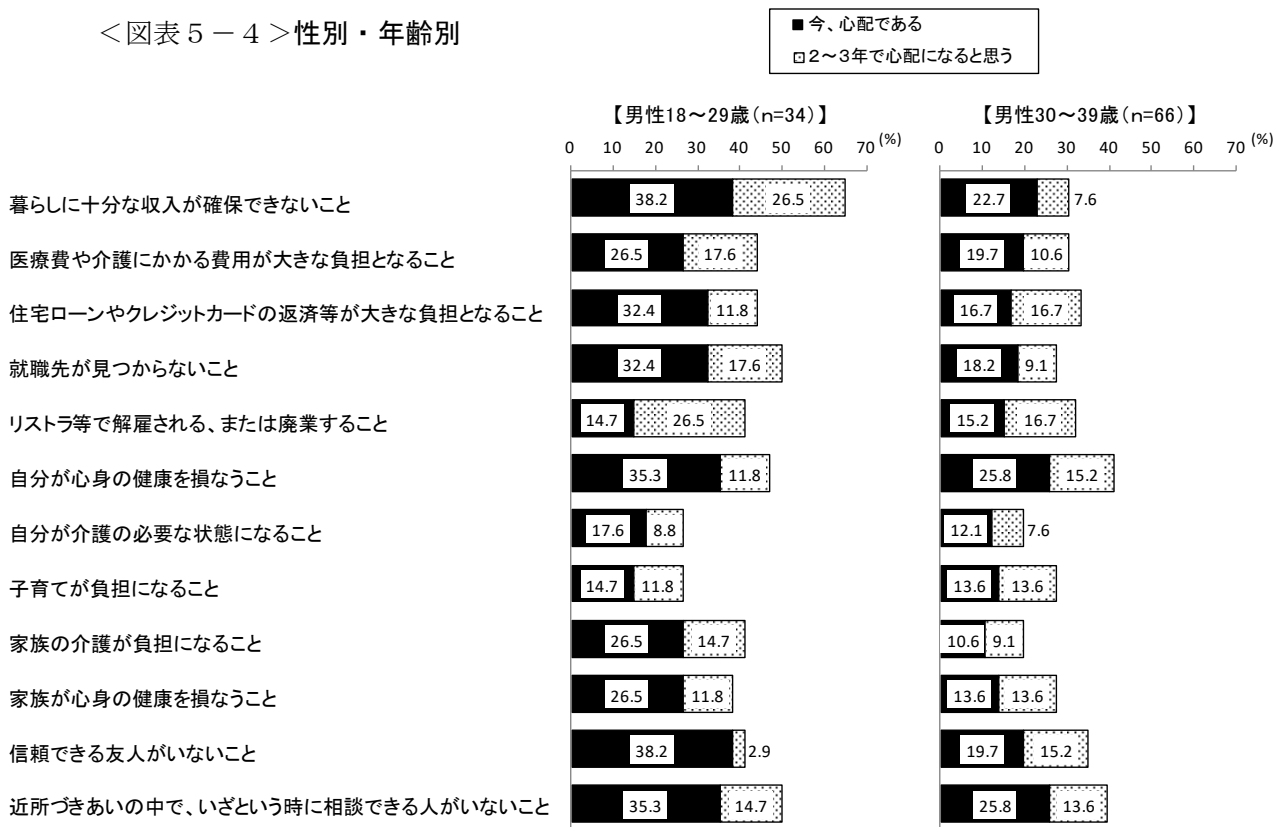 ＜図表５－４＞性別・年齢別
■今、心配である
２～３年で心配になると思う
【男性18～29歳（n=34）】 【男性30～39歳（n=66）】
0 10 20 30 40 50 60 70 (%) 0 10 20 30 40 50 60 70 (%)
暮らしに十分な収入が確保できないこと 38.2 26.5 22.7 7.6
医療費や介護にかかる費用が大きな負担となること 26.5 17.6 19.7 10.6
住宅ローンやクレジットカードの返済等が大きな負担となること 32.4 11.8 16.7 16.7
就職先が見つからないこと 32.4 17.6 18.2 9.1
リストラ等で解雇される、または廃業すること 14.7 26.5 15.2 16.7
自分が心身の健康を損なうこと 35.3 11.8 25.8 15.2
自分が介護の必要な状態になること 17.6 8.8 12.1 7.6
子育てが負担になること 14.7 11.8 13.6 13.6
家族の介護が負担になること 26.5 14.7 10.6 9.1
家族が心身の健康を損なうこと 26.5 11.8 13.6 13.6
信頼できる友人がいないこと 38.2 2.9 19.7 15.2
近所づきあいの中で、いざという時に相談できる人がいないこと 35.3 14.7 25.8 13.6